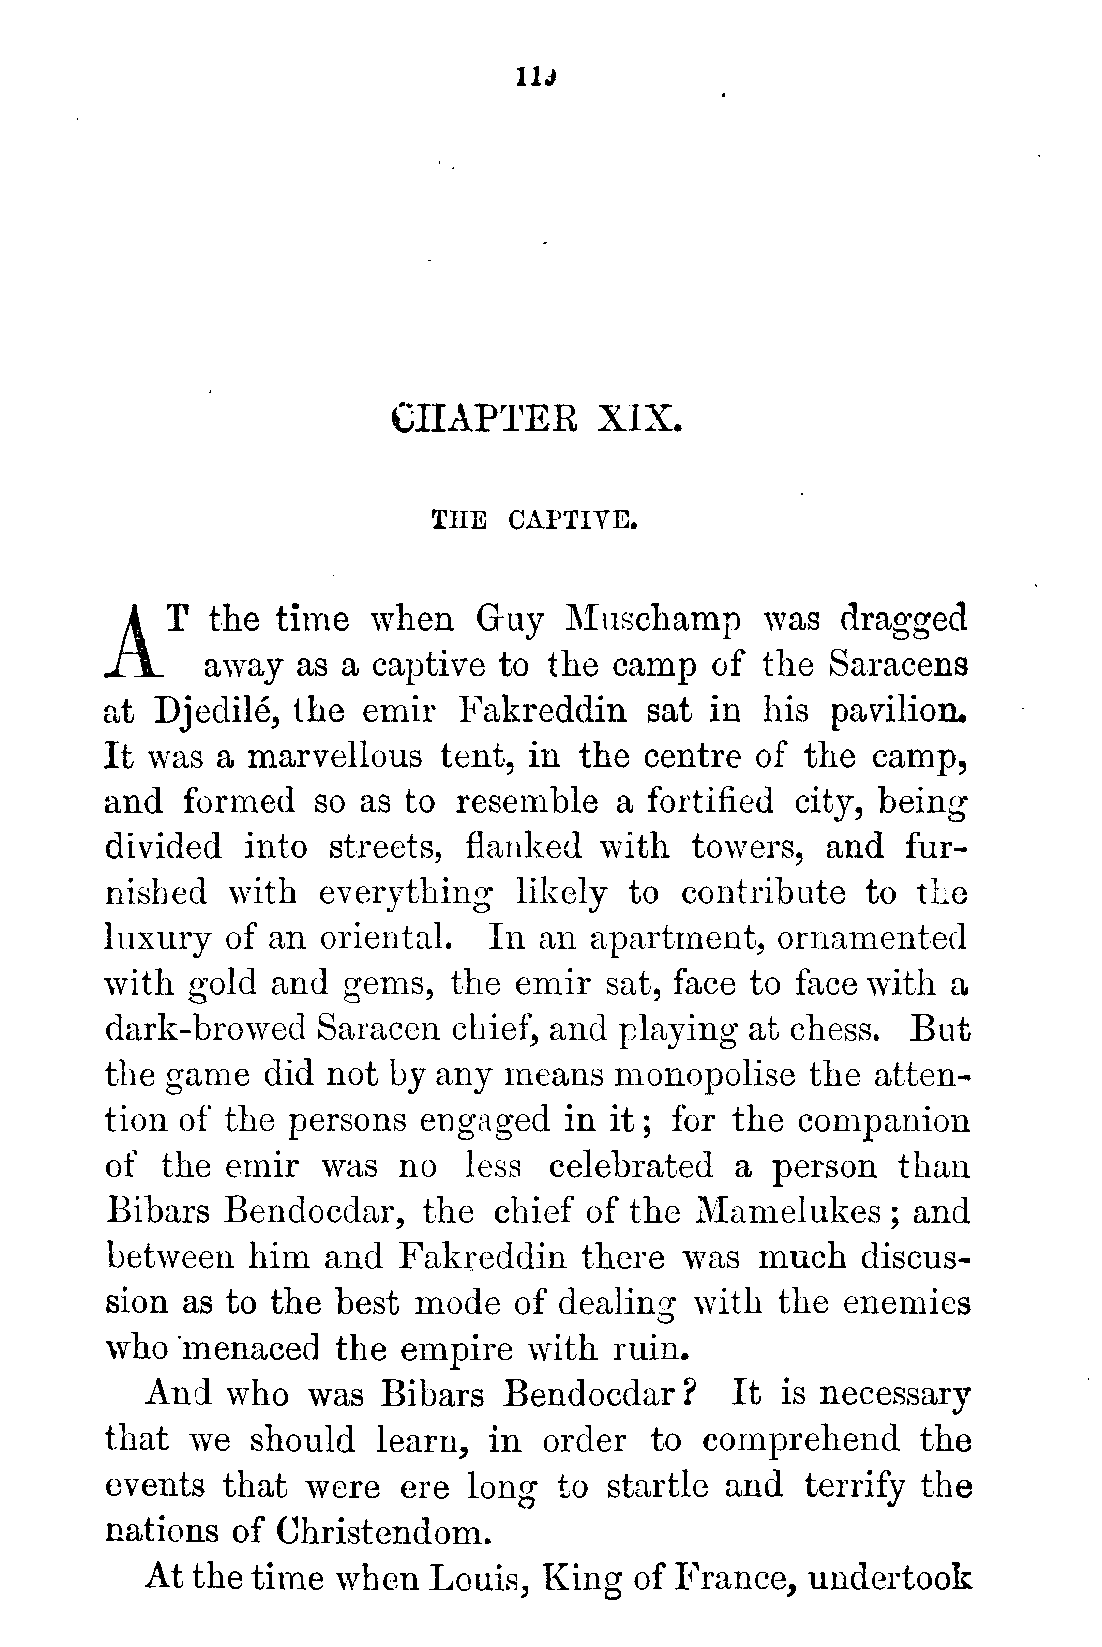 CHAPTER XIX.
THE CAPTIVE.
AT the time when Guy Muschamp was dragged
away as a captive to the camp of the Saracens
at Djedilé, the emir Fakreddin sat in his pavilion.
It was a marvellous tent, in the centre of the camp,
and formed so as to resemble a fortified city, being
divided into streets, flanked with towers, and fur-
nished with everything likely to contribute to the
luxury of an oriental. In an apartment, ornamented
with gold and gems, the emir sat, face to face with a
dark-browed Saracen chief, and playing at chess. But
the game did not by any means monopolise the atten-
tion of the persons engaged in it; for the companion
of the emir was no less celebrated a person than
Bibars Bendocdar, the chief of the Mamelukes; and
between him and Fakreddin there was much discus-
sion as to the best mode of dealing with the enemies
who menaced the empire with ruin.
And who was Bibars Bendocdar? It is necessary
that we should learn, in order to comprehend the
events that were ere long to startle and terrify the
nations of Christendom.
At the time when Louis, King of France, undertook